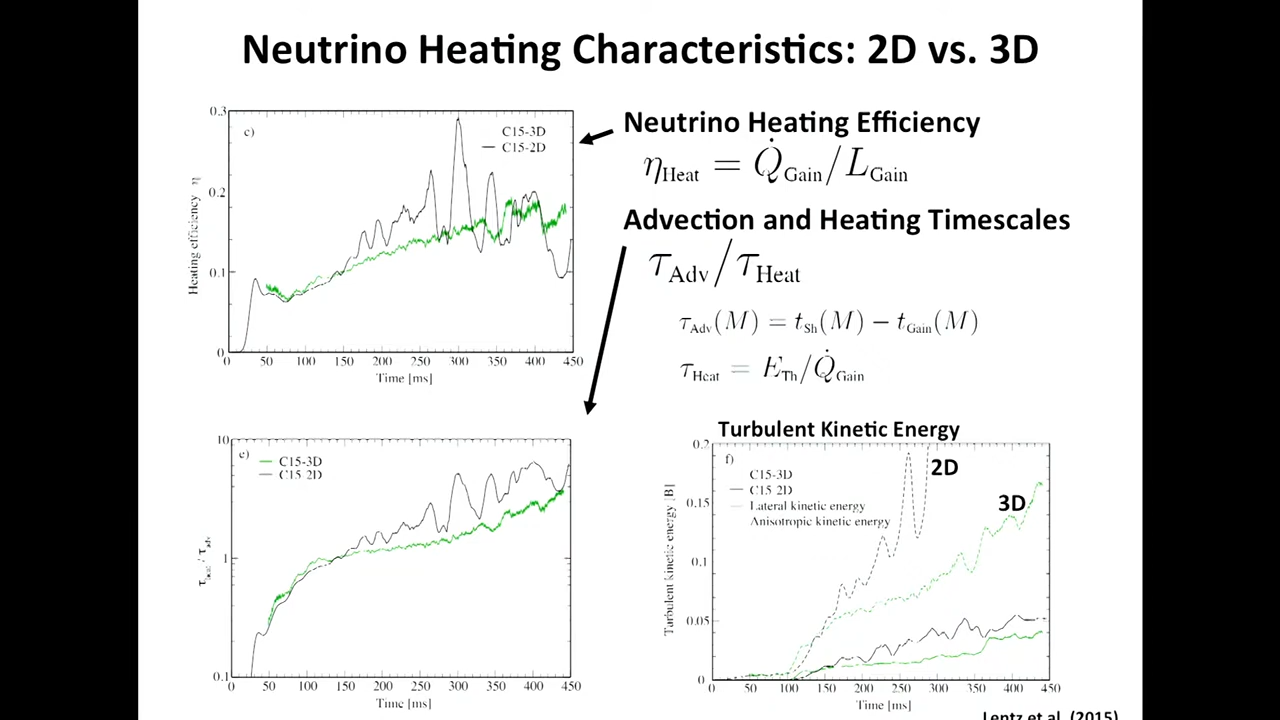 Neutrino Heating Characteristics: 2D vs. 3D
0.3
c)
C15-3D
C15-2D
0.2
0.1
0
Heating efficiency η
0 50 100 150 200 250 300 350 400 450
Time [ms]
Neutrino Heating Efficiency
η_Heat = Q̇_Gain / L_Gain
Advection and Heating Timescales
τ_Adv / τ_Heat
τ_Adv(M) = t_Sh(M) − t_Gain(M)
τ_Heat = E_Th / Q̇_Gain
10
e)
C15-3D
C15-2D
1
0.1
0 50 100 150 200 250 300 350 400 450
Time [ms]
Turbulent Kinetic Energy
0.2
f)
2D
C15-3D
C15-2D
Lateral kinetic energy
Anisotropic kinetic energy
3D
0.15
0.1
0.05
0
Turbulent kinetic energy [B]
0 50 100 150 200 250 300 350 400 450
Time [ms]
Lentz et al. (2015)